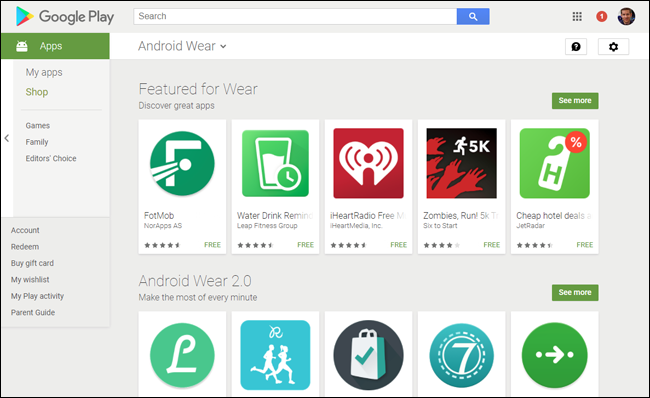 Google Play
Search
1
Apps
Android Wear
?
My apps
Shop
Games
Family
Editors' Choice
Account
Redeem
Buy gift card
My wishlist
My Play activity
Parent Guide
Featured for Wear
Discover great apps
See more
F
5K
%
H
FotMob
NorApps AS
FREE
Water Drink Remind
Leap Fitness Group
FREE
iHeartRadio Free M
iHeartMedia, Inc.
FREE
Zombies, Run! 5k T
Six to Start
FREE
Cheap hotel deals a
JetRadar
FREE
Android Wear 2.0
Make the most of every minute
See more
L
R
7